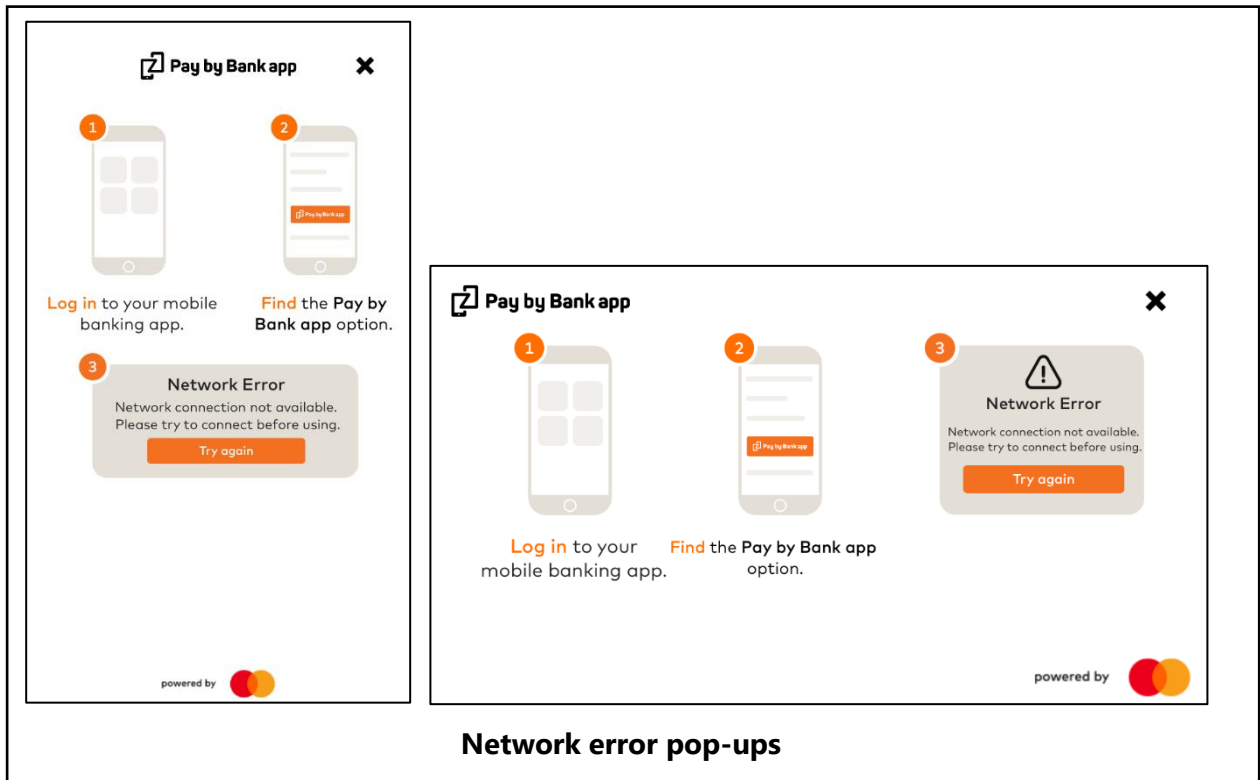 Pay by Bank app
1
2
Pay by Bank app
Log in to your mobile
banking app.
Find the Pay by
Bank app option.
3
Network Error
Network connection not available.
Please try to connect before using.
Try again
powered by
Pay by Bank app
1
2
Pay by Bank app
Log in to your
mobile banking app.
Find the Pay by Bank app
option.
3
Network Error
Network connection not available.
Please try to connect before using.
Try again
powered by
Network error pop-ups